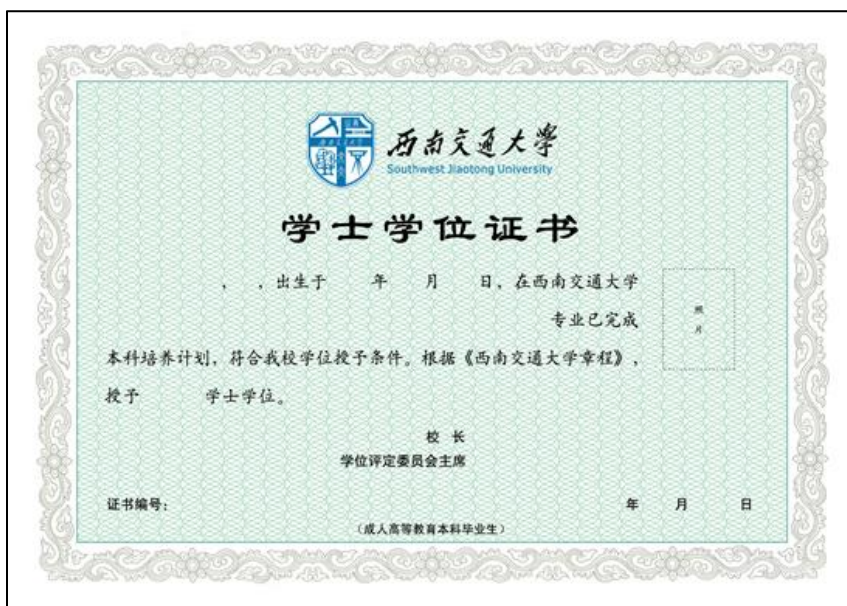 西南交通大學
Southwest Jiaotong University
学士学位证书
， ，出生于 年 月 日，在西南交通大学
专业已完成
本科培养计划，符合我校学位授予条件。根据《西南交通大学章程》，
授予 学士学位。
照
片
校 长
学位评定委员会主席
证书编号： 年 月 日
（成人高等教育本科毕业生）